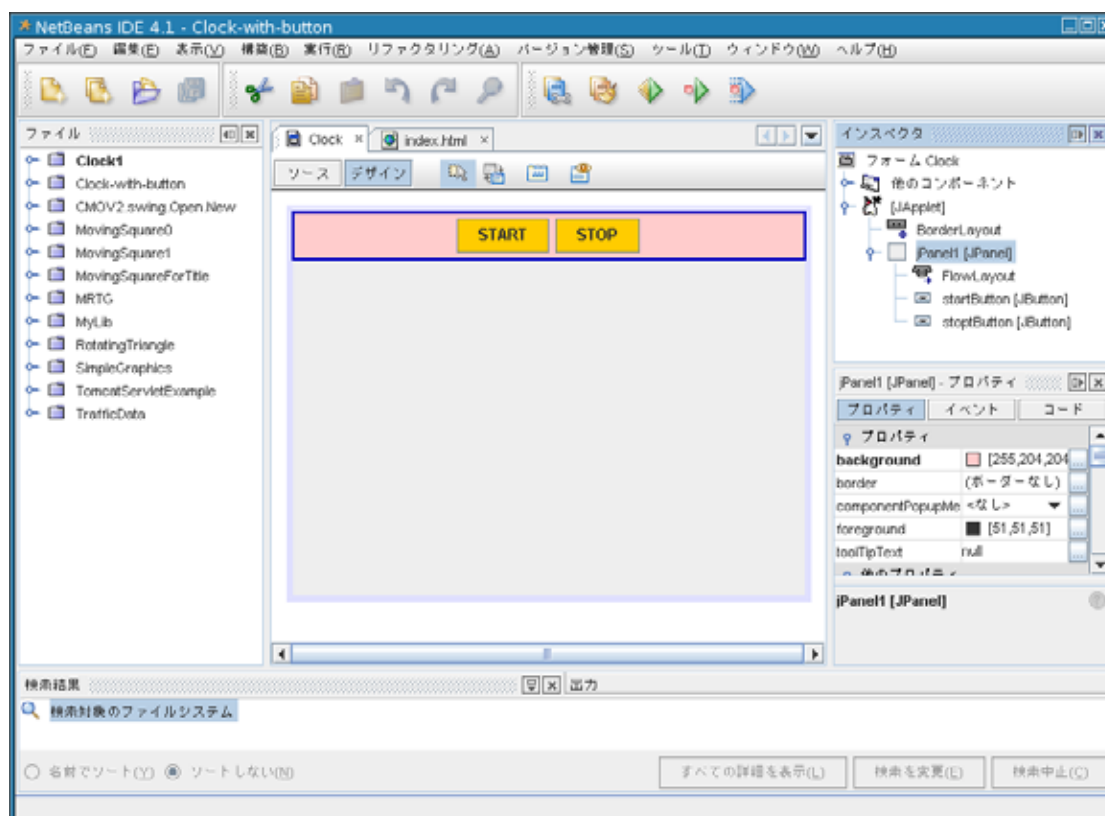 NetBeans IDE 4.1 - Clock-with-button
ファイル(F) 編集(E) 表示(V) 構築(B) 実行(R) リファクタリング(A) バージョン管理(S) ツール(T) ウィンドウ(W) ヘルプ(H)
ファイル
Clock1
Clock-with-button
CMOV2.swing.Open.New
MovingSquare0
MovingSquare1
MovingSquareForTitle
MRTG
MyLib
RotatingTriangle
SimpleGraphics
TomcatServletExample
TrafficData
Clock index.html
ソース デザイン
START STOP
インスペクタ
フォーム Clock
他のコンポーネント
[JApplet]
BorderLayout
jPanel1 [JPanel]
FlowLayout
startButton [JButton]
stoptButton [JButton]
jPanel1 [JPanel] - プロパティ
プロパティ イベント コード
プロパティ
background [255,204,204
border (ボーダーなし)
componentPopupMe <なし>
foreground [51,51,51]
toolTipText null
他のプロパティ
jPanel1 [JPanel]
検索結果 出力
検索対象のファイルシステム
名前でソート(Y) ソートしない(N)
すべての詳細を表示(L) 検索を変更(E) 検索中止(C)